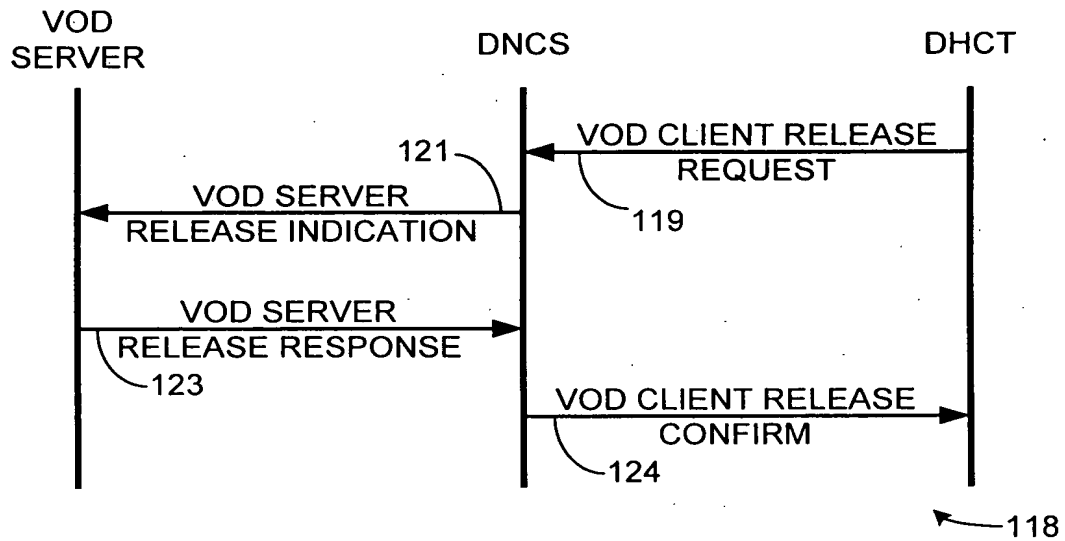 VOD
SERVER
DNCS
DHCT
VOD CLIENT RELEASE
REQUEST
119
121
VOD SERVER
RELEASE INDICATION
VOD SERVER
RELEASE RESPONSE
123
VOD CLIENT RELEASE
CONFIRM
124
118